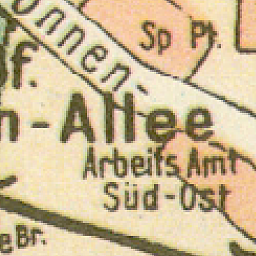 onnen-
Sp Pl.
f.
n-Allee
Arbeits Amt
Süd-Ost
e Br.